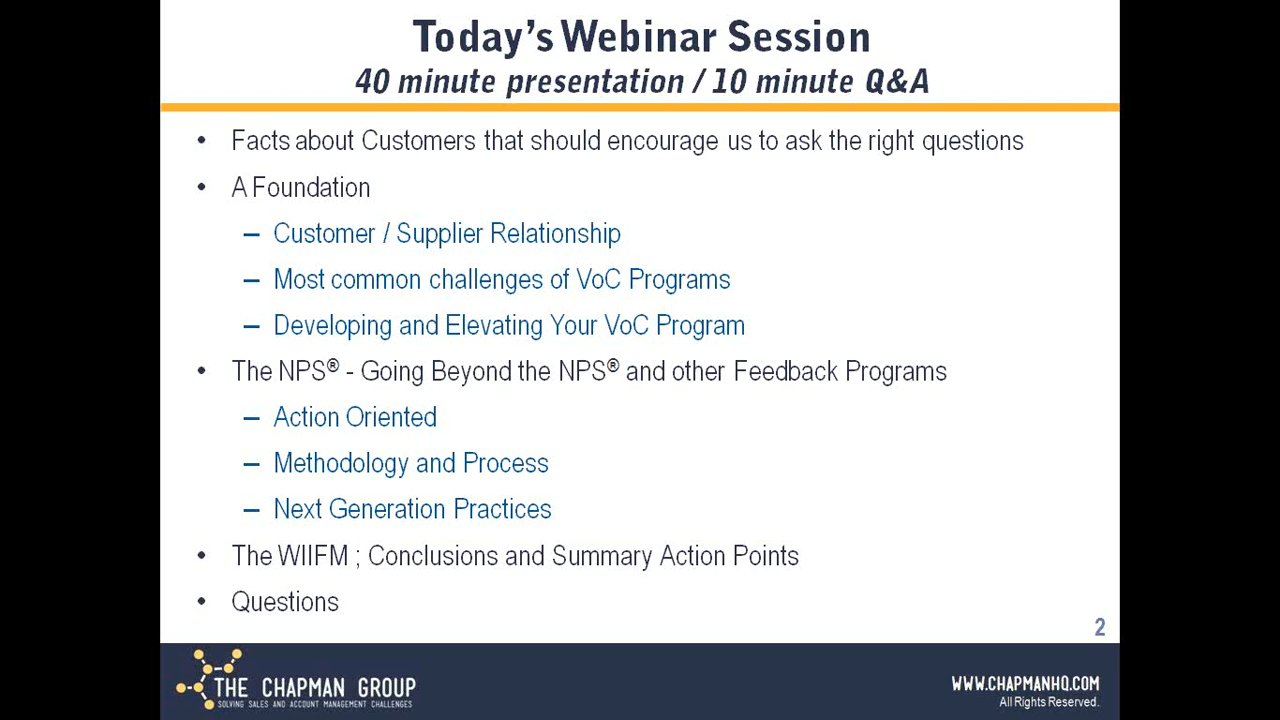 Today's Webinar Session
40 minute presentation / 10 minute Q&A
• Facts about Customers that should encourage us to ask the right questions
• A Foundation
– Customer / Supplier Relationship
– Most common challenges of VoC Programs
– Developing and Elevating Your VoC Program
• The NPS® - Going Beyond the NPS® and other Feedback Programs
– Action Oriented
– Methodology and Process
– Next Generation Practices
• The WIIFM ; Conclusions and Summary Action Points
• Questions
2
THE CHAPMAN GROUP
SOLVING SALES AND ACCOUNT MANAGEMENT CHALLENGES
WWW.CHAPMANHQ.COM
All Rights Reserved.